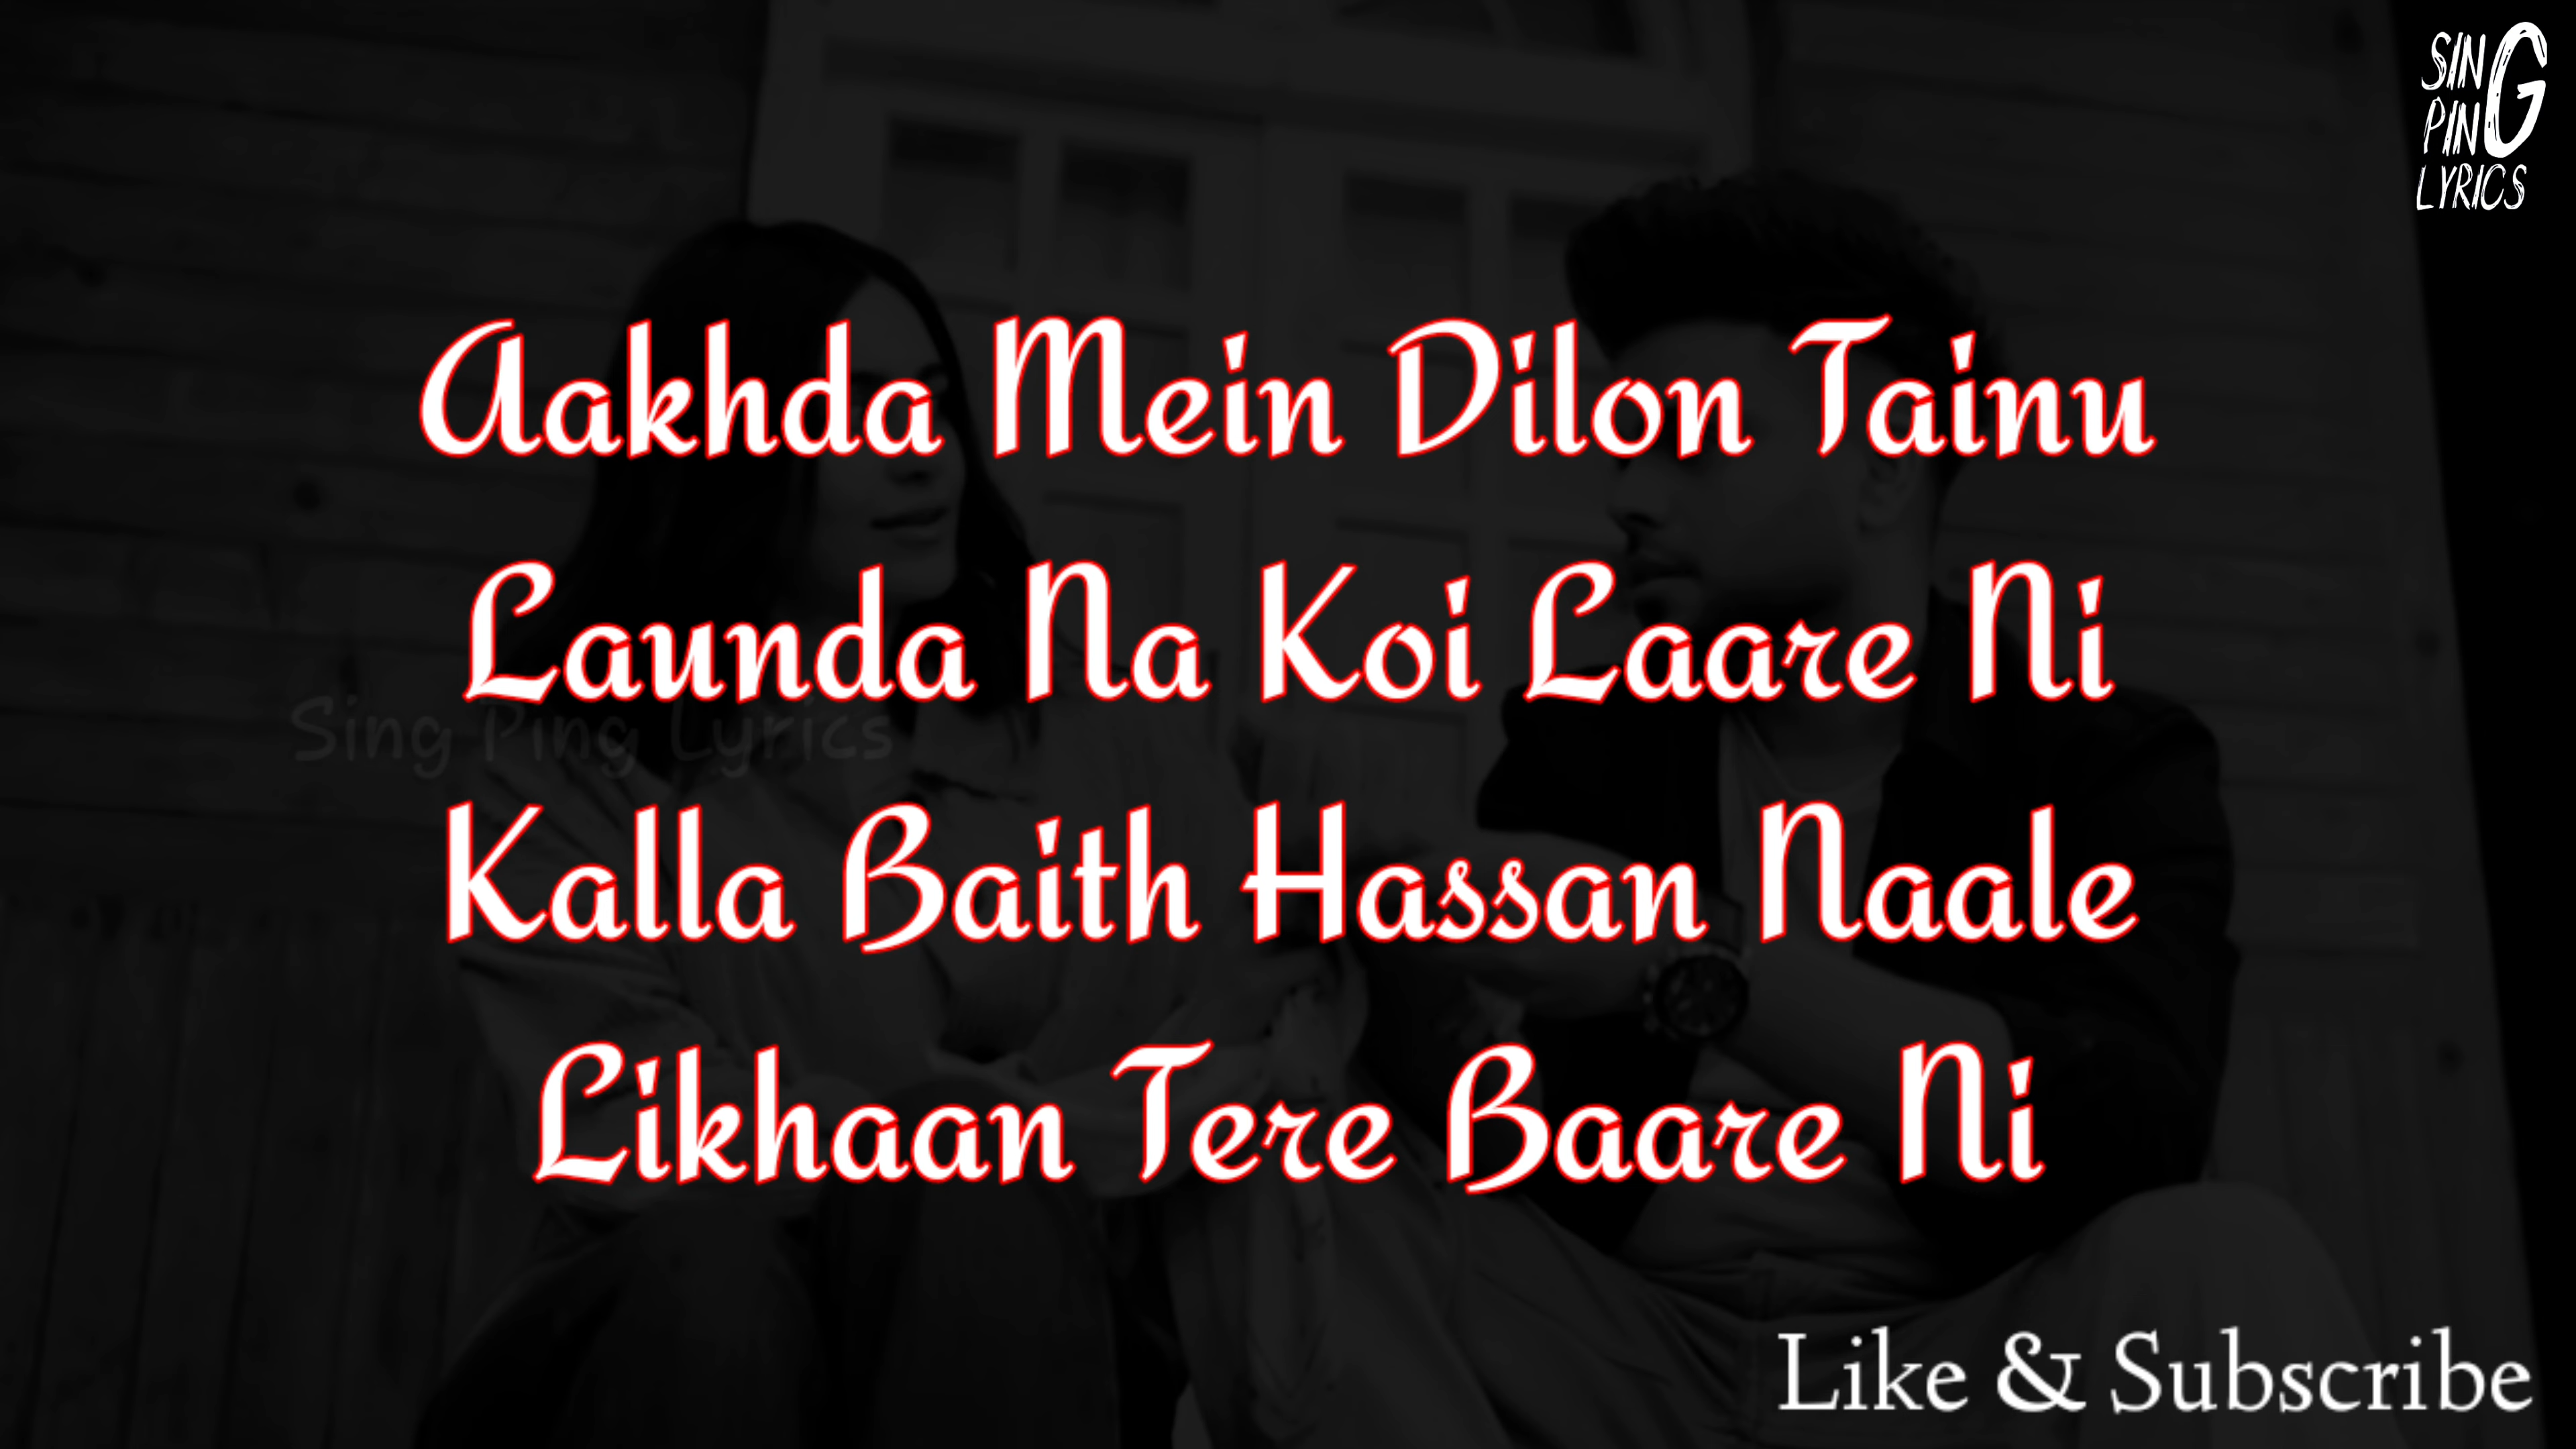 SING
PING
LYRICS
Aakhda Mein Dilon Tainu
Launda Na Koi Laare Ni
Sing Ping Lyrics
Kalla Baith Hassan Naale
Likhaan Tere Baare Ni
Like & Subscribe